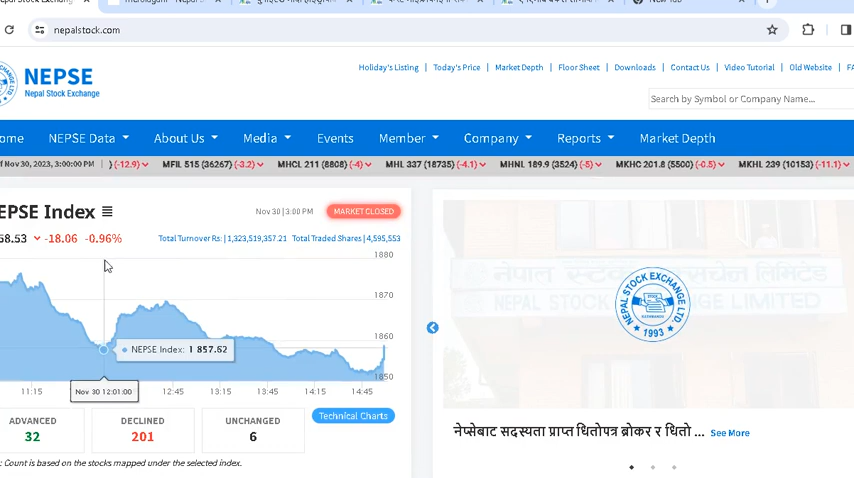 nepalstock.com
NEPSE
Nepal Stock Exchange
Holiday's Listing | Today's Price | Market Depth | Floor Sheet | Downloads | Contact Us | Video Tutorial | Old Website | FA
Search by Symbol or Company Name...
ome NEPSE Data About Us Media Events Member Company Reports Market Depth
f Nov 30, 2023, 3:00:00 PM | ) (-12.9) MFIL 515 (36267) (-3.2) MHCL 211 (8808) (-4) MHL 337 (18735) (-4.1) MHNL 189.9 (3524) (-5) MKHC 201.8 (5500) (-0.5) MKHL 239 (10153) (-11.1)
EPSE Index Nov 30 | 3:00 PM MARKET CLOSED
58.53 -18.06 -0.96% Total Turnover Rs: | 1,323,519,357.21 Total Traded Shares | 4,595,553
1880
1870
1860
1850
NEPSE Index: 1 857.62
11:15 Nov 30 12:01:00 12:45 13:15 13:45 14:15 14:45
Technical Charts
ADVANCED DECLINED UNCHANGED
32 201 6
: Count is based on the stocks mapped under the selected index.
NEPAL STOCK EXCHANGE LTD.
1993
नेप्सेबाट सदस्यता प्राप्त धितोपत्र ब्रोकर र धितो ... See More